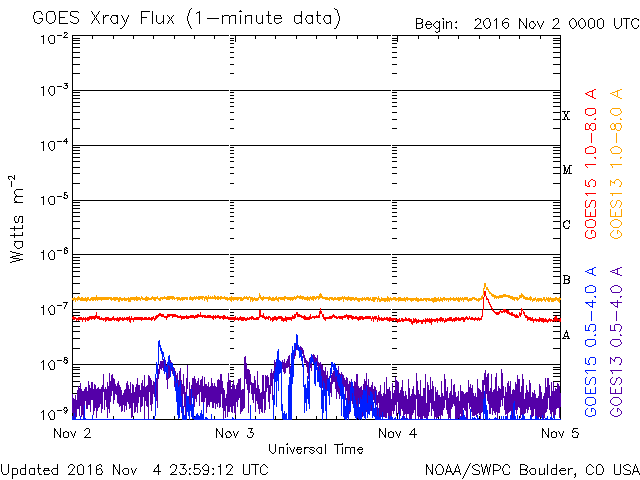 GOES Xray Flux (1-minute data)
Begin: 2016 Nov 2 0000 UTC
10⁻²
10⁻³
10⁻⁴
10⁻⁵
10⁻⁶
10⁻⁷
10⁻⁸
10⁻⁹
Watts m⁻²
X
M
C
B
A
GOES15 1.0-8.0 A
GOES13 1.0-8.0 A
GOES15 0.5-4.0 A
GOES13 0.5-4.0 A
Nov 2
Nov 3
Nov 4
Nov 5
Universal Time
Updated 2016 Nov 4 23:59:12 UTC
NOAA/SWPC Boulder, CO USA